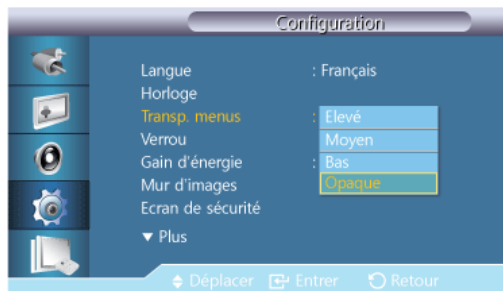 Configuration
Langue : Français
Horloge
Transp. menus : Elevé
Moyen
Verrou
Gain d'énergie : Bas
Opaque
Mur d'images
Ecran de sécurité
▼ Plus
Déplacer Entrer Retour